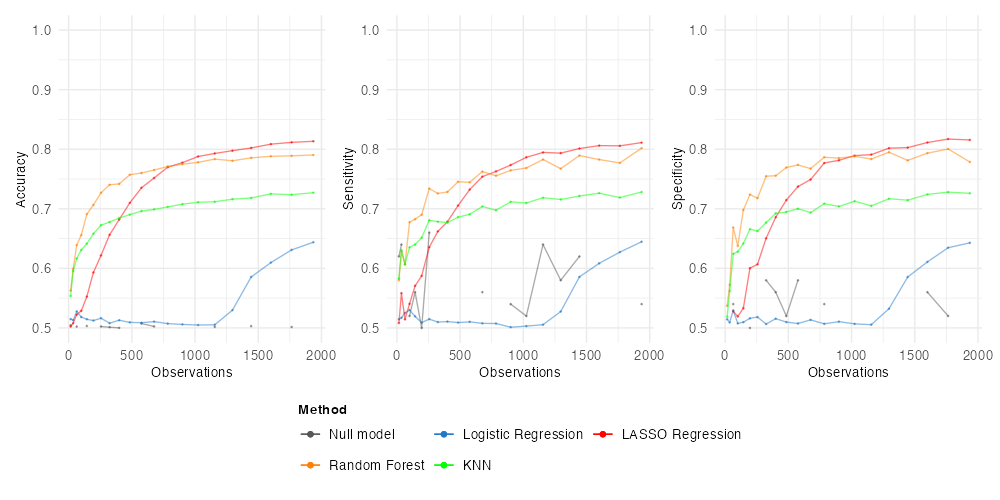 1.0
0.9
0.8
0.7
0.6
0.5
Accuracy
0 500 1000 1500 2000
Observations
1.0
0.9
0.8
0.7
0.6
0.5
Sensitivity
0 500 1000 1500 2000
Observations
1.0
0.9
0.8
0.7
0.6
0.5
Specificity
0 500 1000 1500 2000
Observations
Method
Null model Logistic Regression LASSO Regression
Random Forest KNN